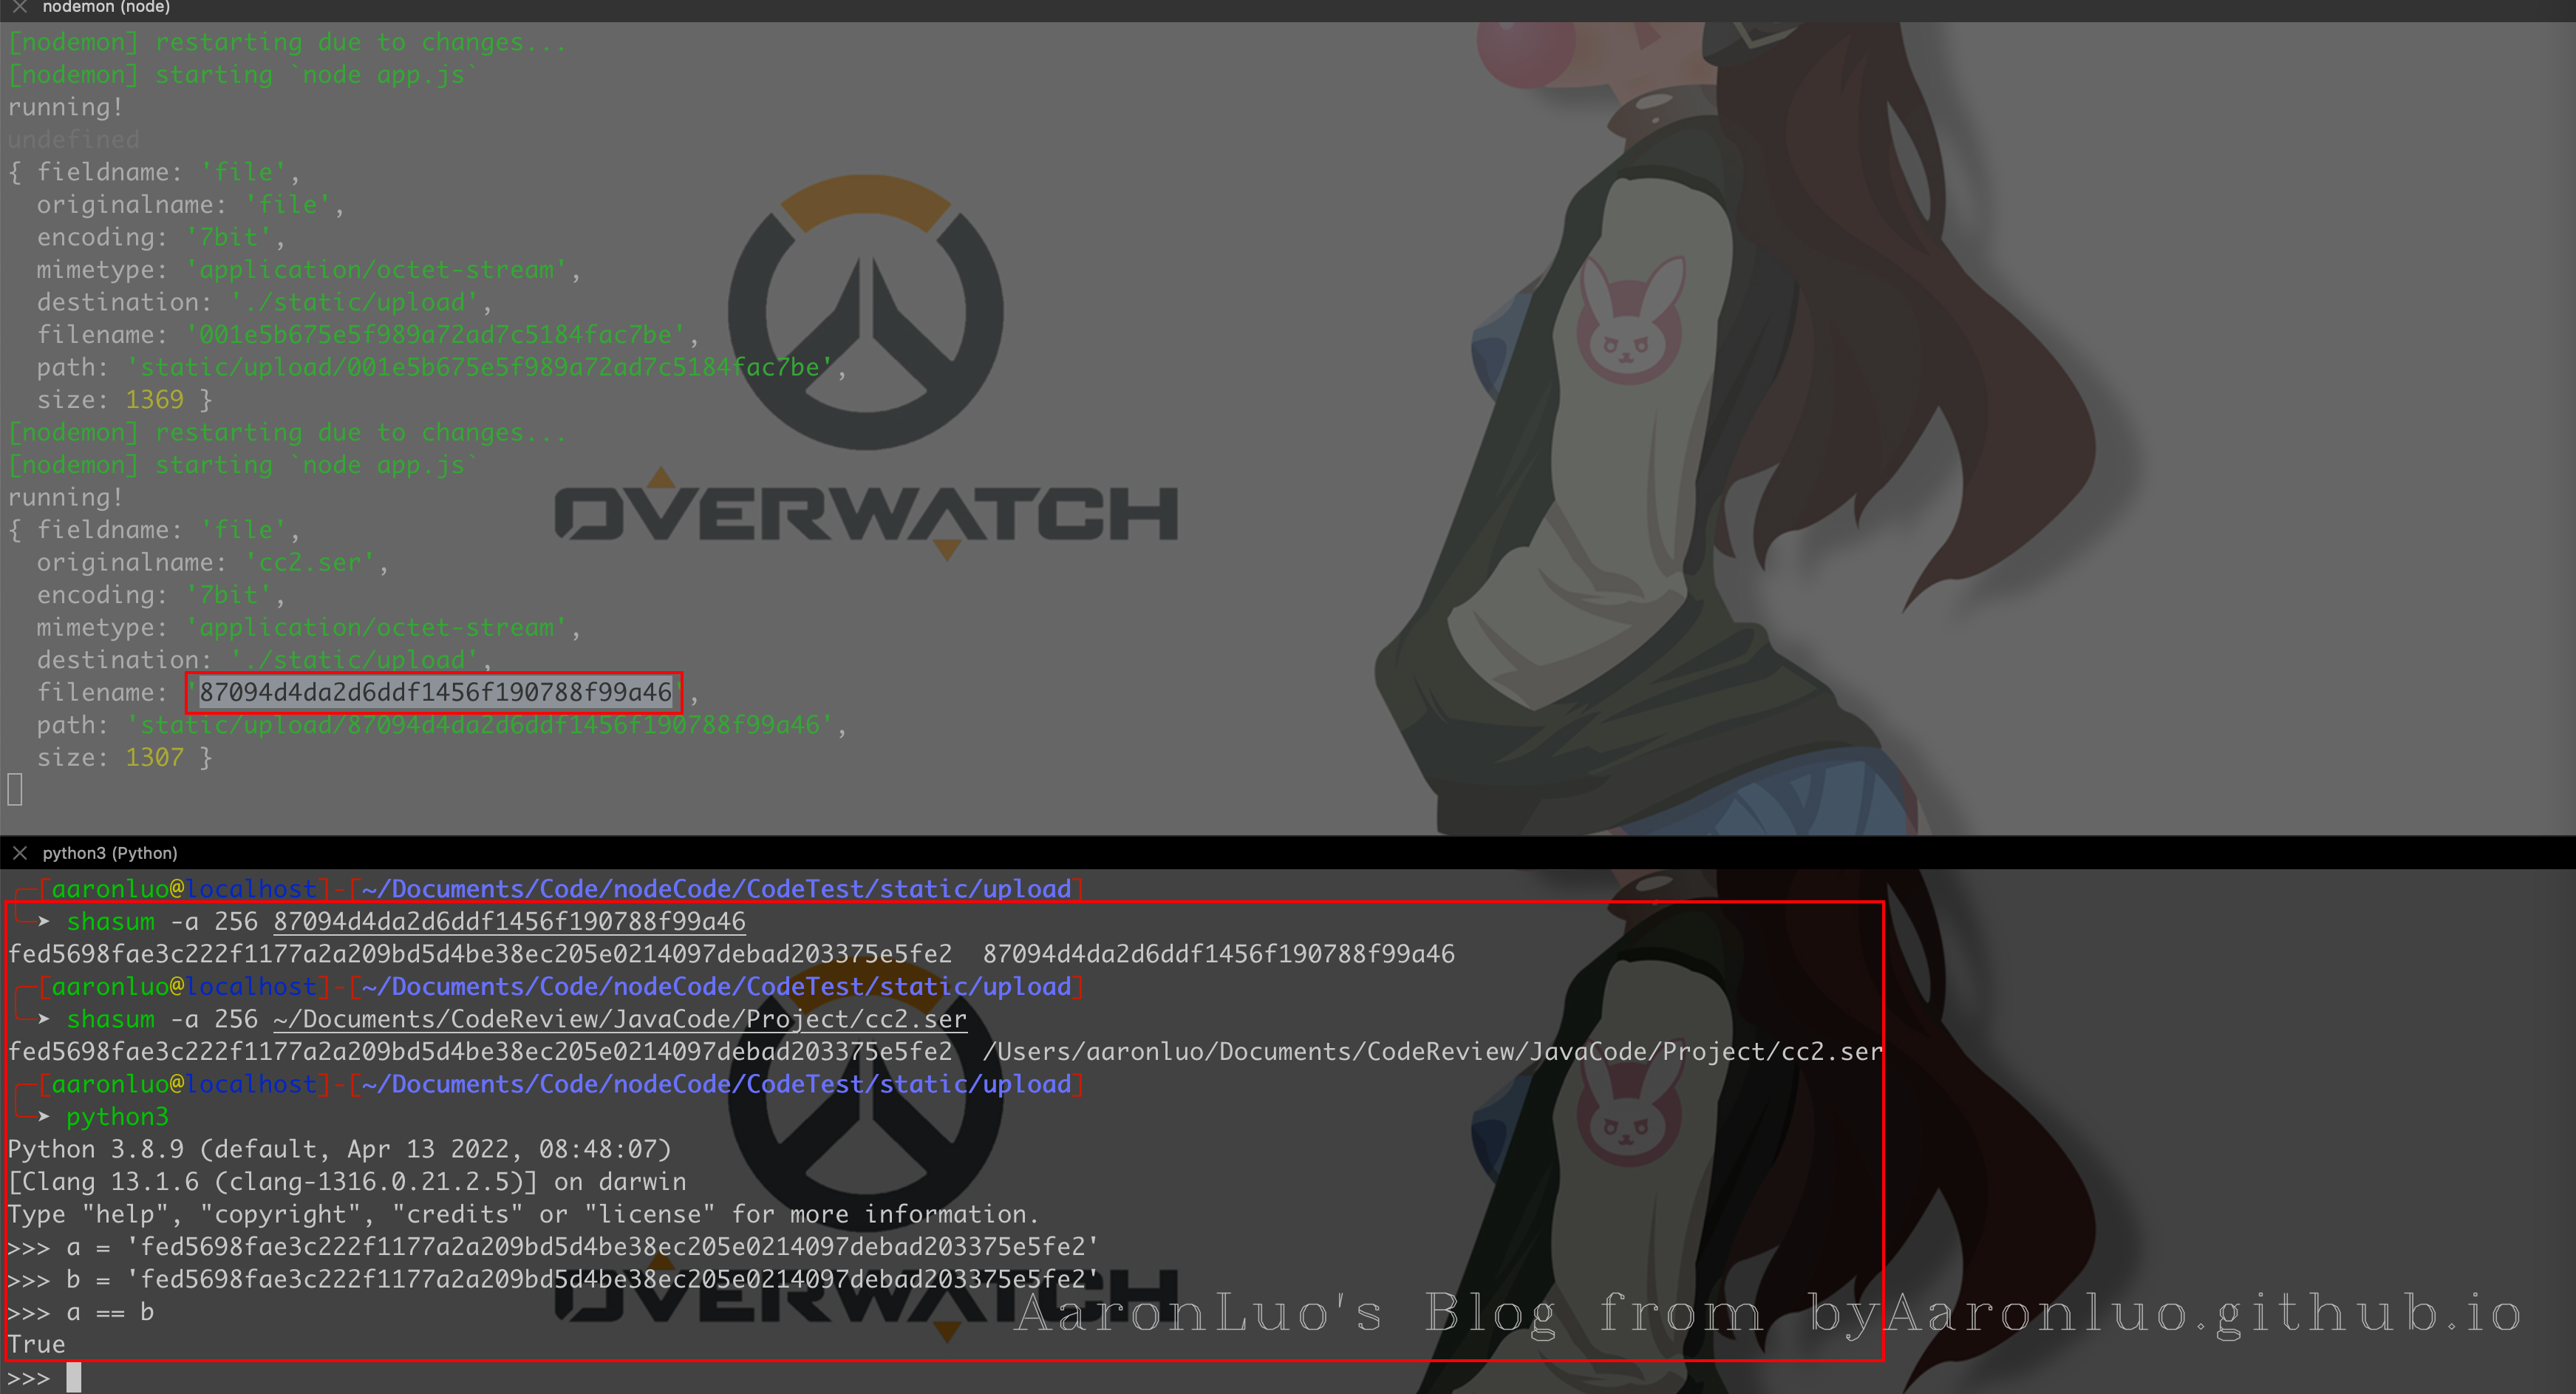 nodemon (node)
[nodemon] restarting due to changes...
[nodemon] starting `node app.js`
running!
undefined
{ fieldname: 'file',
  originalname: 'file',
  encoding: '7bit',
  mimetype: 'application/octet-stream',
  destination: './static/upload',
  filename: '001e5b675e5f989a72ad7c5184fac7be',
  path: 'static/upload/001e5b675e5f989a72ad7c5184fac7be',
  size: 1369 }
[nodemon] restarting due to changes...
[nodemon] starting `node app.js`
running!
{ fieldname: 'file',
  originalname: 'cc2.ser',
  encoding: '7bit',
  mimetype: 'application/octet-stream',
  destination: './static/upload',
  filename: '87094d4da2d6ddf1456f190788f99a46',
  path: 'static/upload/87094d4da2d6ddf1456f190788f99a46',
  size: 1307 }
OVERWATCH
python3 (Python)
[aaronluo@localhost]-[~/Documents/Code/nodeCode/CodeTest/static/upload]
shasum -a 256 87094d4da2d6ddf1456f190788f99a46
fed5698fae3c222f1177a2a209bd5d4be38ec205e0214097debad203375e5fe2  87094d4da2d6ddf1456f190788f99a46
[aaronluo@localhost]-[~/Documents/Code/nodeCode/CodeTest/static/upload]
shasum -a 256 ~/Documents/CodeReview/JavaCode/Project/cc2.ser
fed5698fae3c222f1177a2a209bd5d4be38ec205e0214097debad203375e5fe2  /Users/aaronluo/Documents/CodeReview/JavaCode/Project/cc2.ser
[aaronluo@localhost]-[~/Documents/Code/nodeCode/CodeTest/static/upload]
python3
Python 3.8.9 (default, Apr 13 2022, 08:48:07)
[Clang 13.1.6 (clang-1316.0.21.2.5)] on darwin
Type "help", "copyright", "credits" or "license" for more information.
>>> a = 'fed5698fae3c222f1177a2a209bd5d4be38ec205e0214097debad203375e5fe2'
>>> b = 'fed5698fae3c222f1177a2a209bd5d4be38ec205e0214097debad203375e5fe2'
>>> a == b
True
>>>
OVERWATCH
AaronLuo's Blog from byAaronluo.github.io